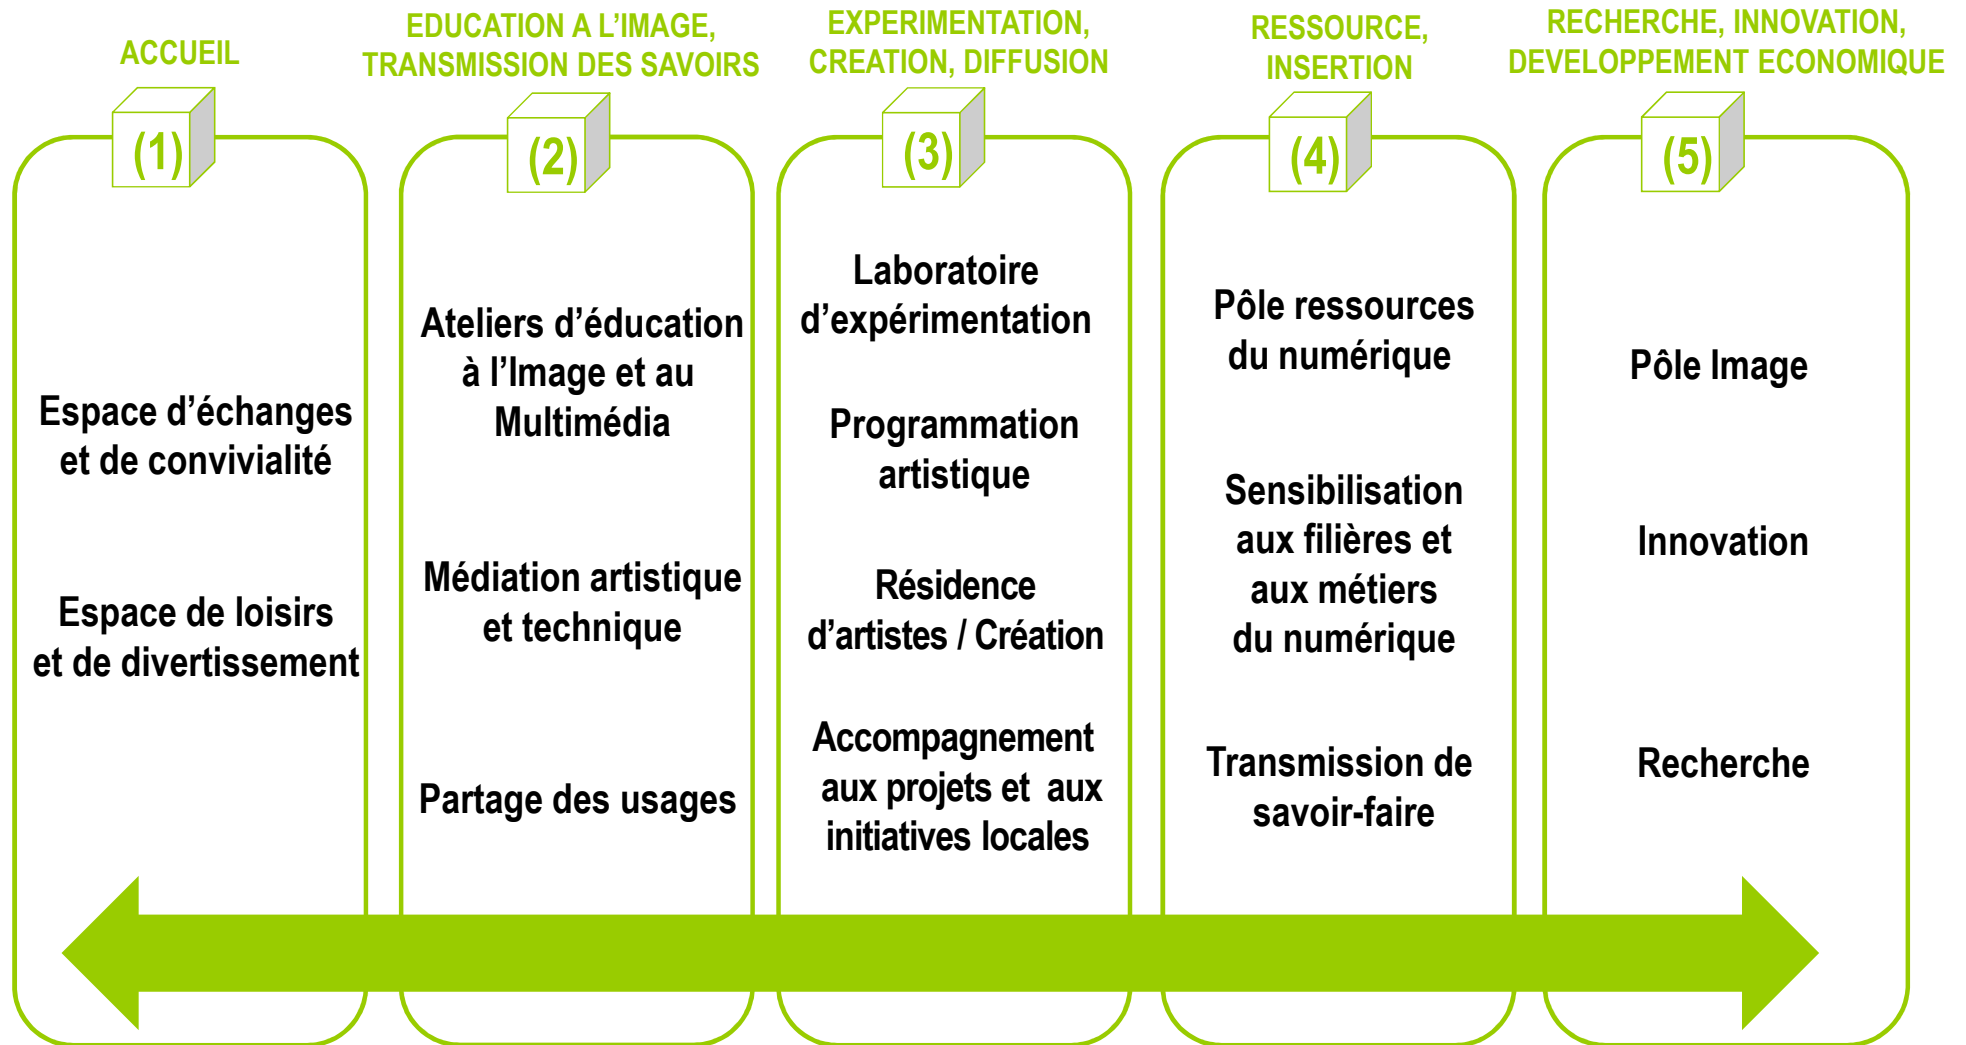 ACCUEIL
(1)
Espace d’échanges
et de convivialité
Espace de loisirs
et de divertissement
EDUCATION A L’IMAGE,
TRANSMISSION DES SAVOIRS
(2)
Ateliers d’éducation
à l’Image et au
Multimédia
Médiation artistique
et technique
Partage des usages
EXPERIMENTATION,
CREATION, DIFFUSION
(3)
Laboratoire
d’expérimentation
Programmation
artistique
Résidence
d’artistes / Création
Accompagnement
aux projets et aux
initiatives locales
RESSOURCE,
INSERTION
(4)
Pôle ressources
du numérique
Sensibilisation
aux filières et
aux métiers
du numérique
Transmission de
savoir-faire
RECHERCHE, INNOVATION,
DEVELOPPEMENT ECONOMIQUE
(5)
Pôle Image
Innovation
Recherche